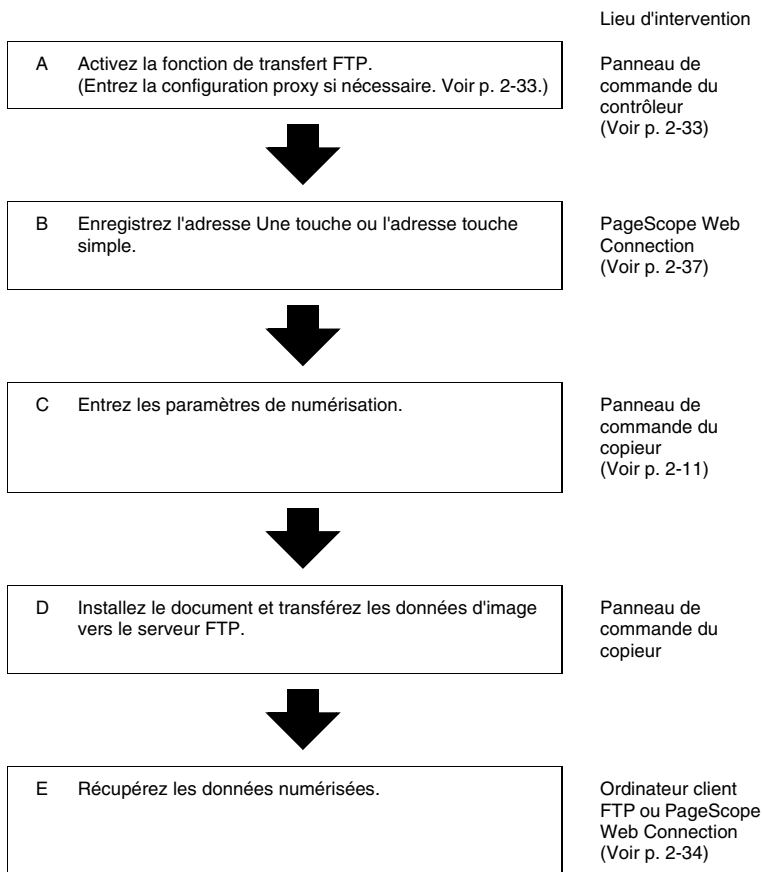 Lieu d'intervention
A Activez la fonction de transfert FTP.
(Entrez la configuration proxy si nécessaire. Voir p. 2-33.)
Panneau de
commande du
contrôleur
(Voir p. 2-33)
B Enregistrez l'adresse Une touche ou l'adresse touche
simple.
PageScope Web
Connection
(Voir p. 2-37)
C Entrez les paramètres de numérisation.
Panneau de
commande du
copieur
(Voir p. 2-11)
D Installez le document et transférez les données d'image
vers le serveur FTP.
Panneau de
commande du
copieur
E Récupérez les données numérisées.
Ordinateur client
FTP ou PageScope
Web Connection
(Voir p. 2-34)